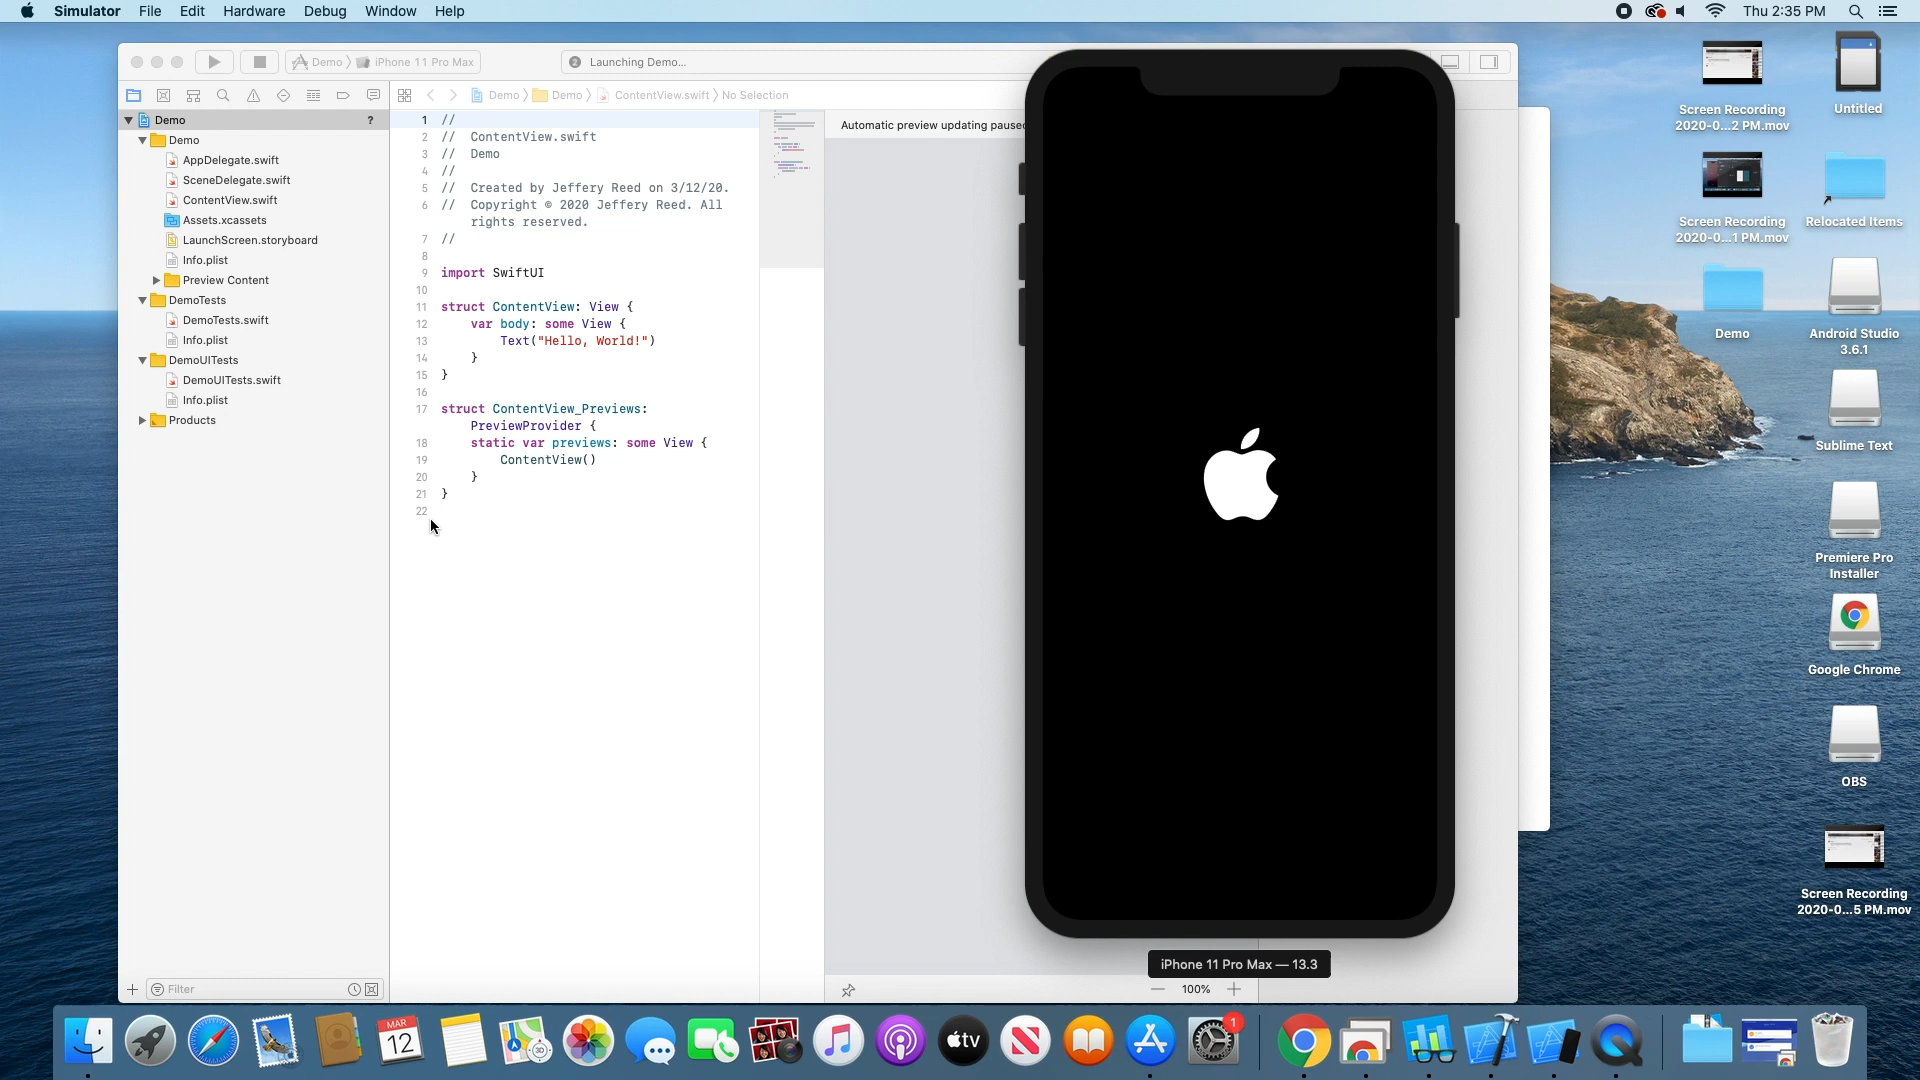 Simulator File Edit Hardware Debug Window Help
Thu 2:35 PM
Demo iPhone 11 Pro Max
2 Launching Demo...
Demo Demo ContentView.swift No Selection
Demo ?
Demo
AppDelegate.swift
SceneDelegate.swift
ContentView.swift
Assets.xcassets
LaunchScreen.storyboard
Info.plist
Preview Content
DemoTests
DemoTests.swift
Info.plist
DemoUITests
DemoUITests.swift
Info.plist
Products
Filter
1 //
2 // ContentView.swift
3 // Demo
4 //
5 // Created by Jeffery Reed on 3/12/20.
6 // Copyright © 2020 Jeffery Reed. All
rights reserved.
7 //
8
9 import SwiftUI
10
11 struct ContentView: View {
12 var body: some View {
13 Text("Hello, World!")
14 }
15 }
16
17 struct ContentView_Previews:
PreviewProvider {
18 static var previews: some View {
19 ContentView()
20 }
21 }
22
Automatic preview updating pause
iPhone 11 Pro Max — 13.3
100%
Screen Recording
2020-0...2 PM.mov
Untitled
Screen Recording
2020-0...1 PM.mov
Relocated Items
Demo
Android Studio
3.6.1
Sublime Text
Premiere Pro
Installer
Google Chrome
OBS
Screen Recording
2020-0...5 PM.mov
MAR
12
3D
tv
1